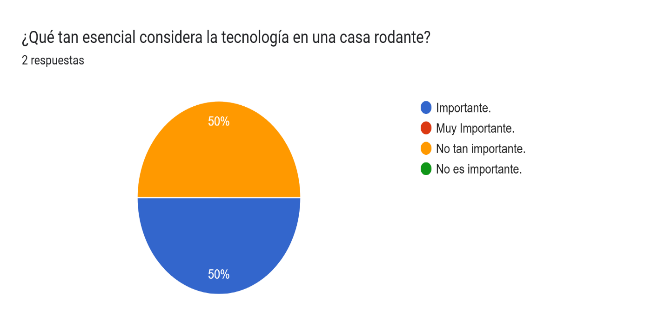 ¿Qué tan esencial considera la tecnología en una casa rodante?
2 respuestas
50%
50%
Importante.
Muy Importante.
No tan importante.
No es importante.